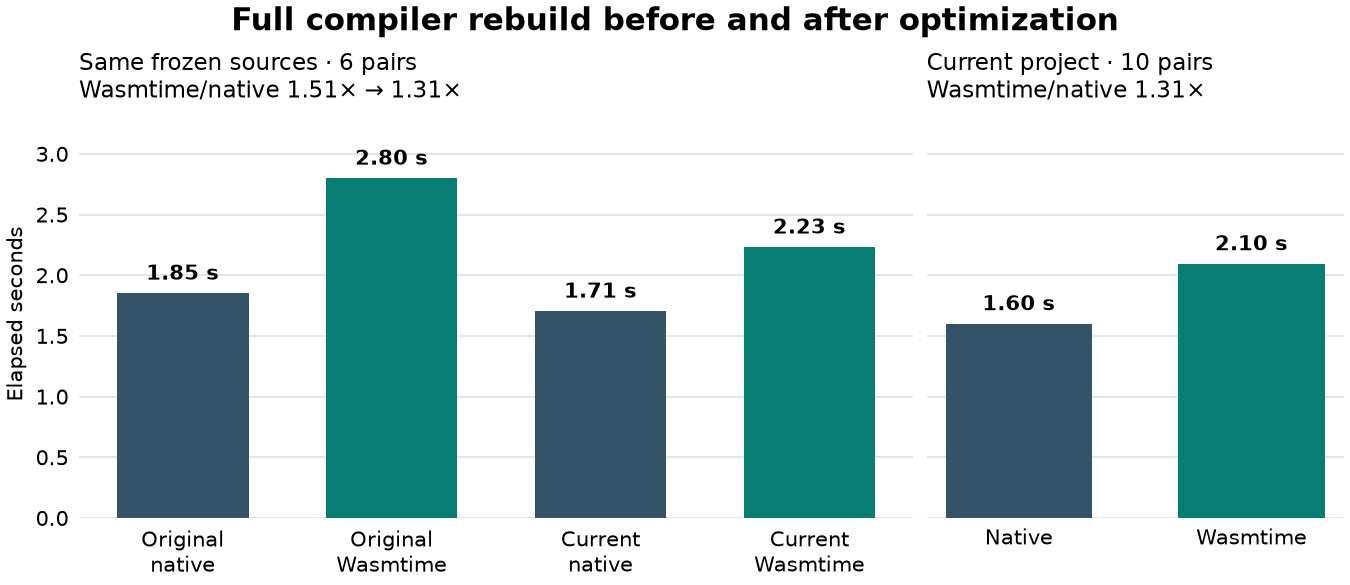 Full compiler rebuild before and after optimization
Same frozen sources · 6 pairs
Wasmtime/native 1.51× → 1.31×
Current project · 10 pairs
Wasmtime/native 1.31×
Elapsed seconds
3.0
2.5
2.0
1.5
1.0
0.5
0.0
1.85 s
2.80 s
1.71 s
2.23 s
1.60 s
2.10 s
Original
native
Original
Wasmtime
Current
native
Current
Wasmtime
Native
Wasmtime